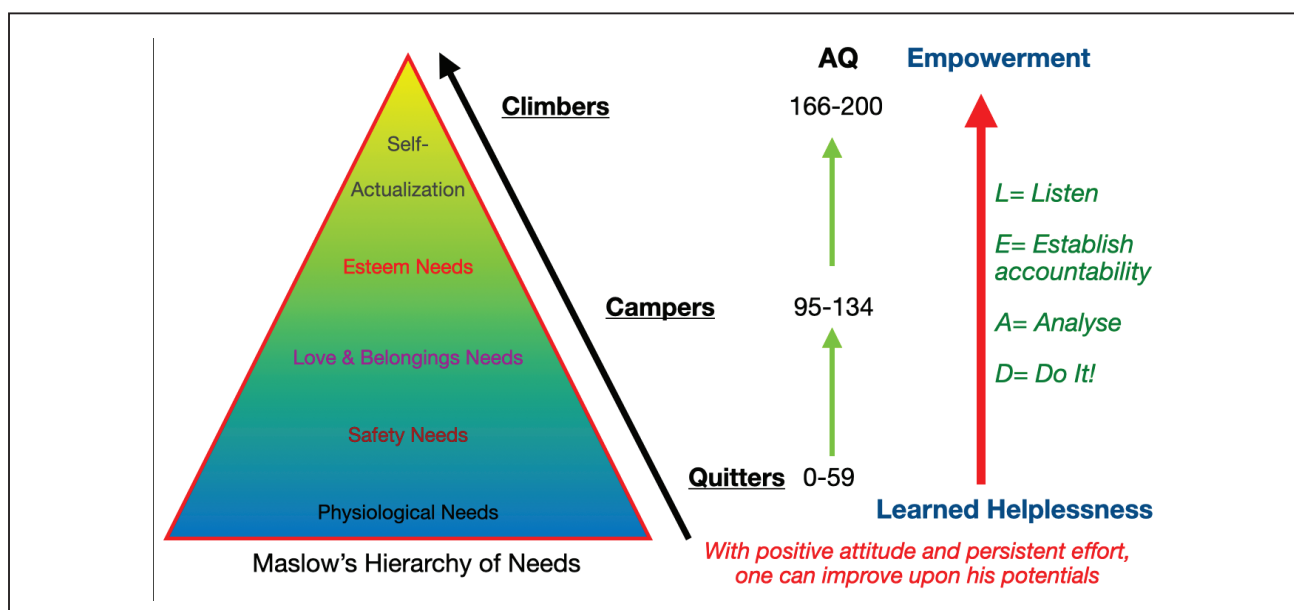 AQ
Empowerment
Climbers
166-200
Self-
Actualization
L= Listen
E= Establish
accountability
Esteem Needs
Campers
95-134
A= Analyse
Love & Belongings Needs
D= Do It!
Safety Needs
Quitters
0-59
Physiological Needs
Learned Helplessness
Maslow’s Hierarchy of Needs
With positive attitude and persistent effort,
one can improve upon his potentials